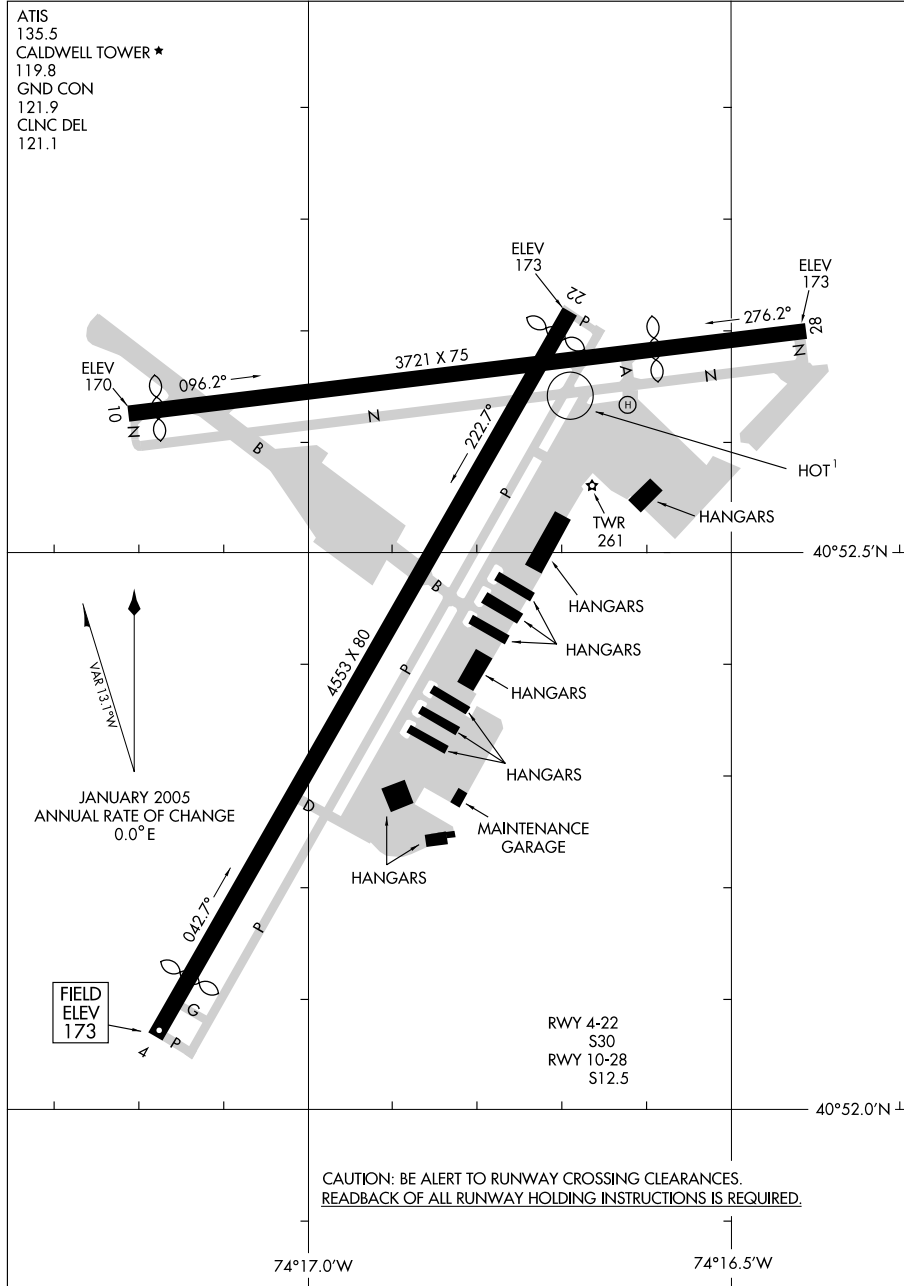 ATIS
135.5
CALDWELL TOWER ★
119.8
GND CON
121.9
CLNC DEL
121.1
ELEV
173
22
P
ELEV
173
276.2°
28
N
ELEV
170
096.2°
3721 X 75
10
N
A
N
N
H
B
222.7°
HOT 1
P
TWR
261
HANGARS
40°52.5'N
B
HANGARS
HANGARS
4553 X 80
P
HANGARS
VAR 13.1°W
HANGARS
JANUARY 2005
ANNUAL RATE OF CHANGE
0.0° E
D
MAINTENANCE
GARAGE
HANGARS
042.7°
P
FIELD
ELEV
173
G
4
P
RWY 4-22
S30
RWY 10-28
S12.5
40°52.0'N
CAUTION: BE ALERT TO RUNWAY CROSSING CLEARANCES.
READBACK OF ALL RUNWAY HOLDING INSTRUCTIONS IS REQUIRED.
74°17.0'W
74°16.5'W